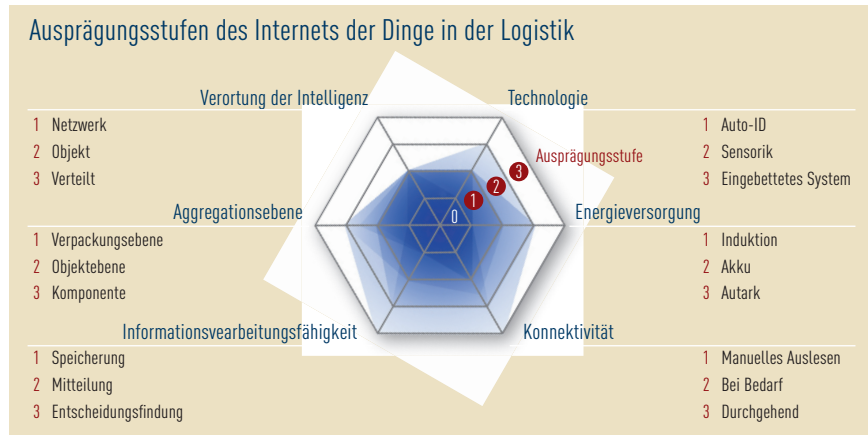 Ausprägungsstufen des Internets der Dinge in der Logistik
Verortung der Intelligenz
1 Netzwerk
2 Objekt
3 Verteilt
Technologie
1 Auto-ID
2 Sensorik
3 Eingebettetes System
Ausprägungsstufe
3
2
1
0
Aggregationsebene
1 Verpackungsebene
2 Objektebene
3 Komponente
Energieversorgung
1 Induktion
2 Akku
3 Autark
Informationsvearbeitungsfähigkeit
1 Speicherung
2 Mitteilung
3 Entscheidungsfindung
Konnektivität
1 Manuelles Auslesen
2 Bei Bedarf
3 Durchgehend